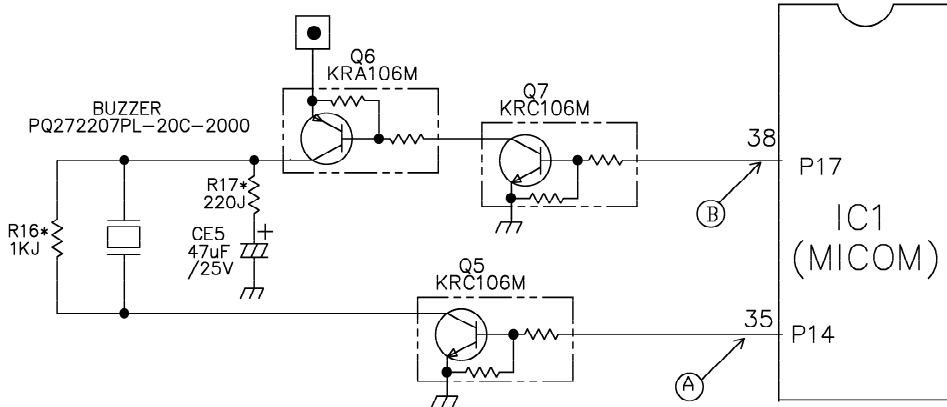 Q6
KRA106M
Q7
KRC106M
BUZZER
PQ272207PL-20C-2000
38
P17
R17*
220J
B
R16*
1KJ
CE5
+
47uF
/25V
IC1
(MICOM)
Q5
KRC106M
35
P14
A